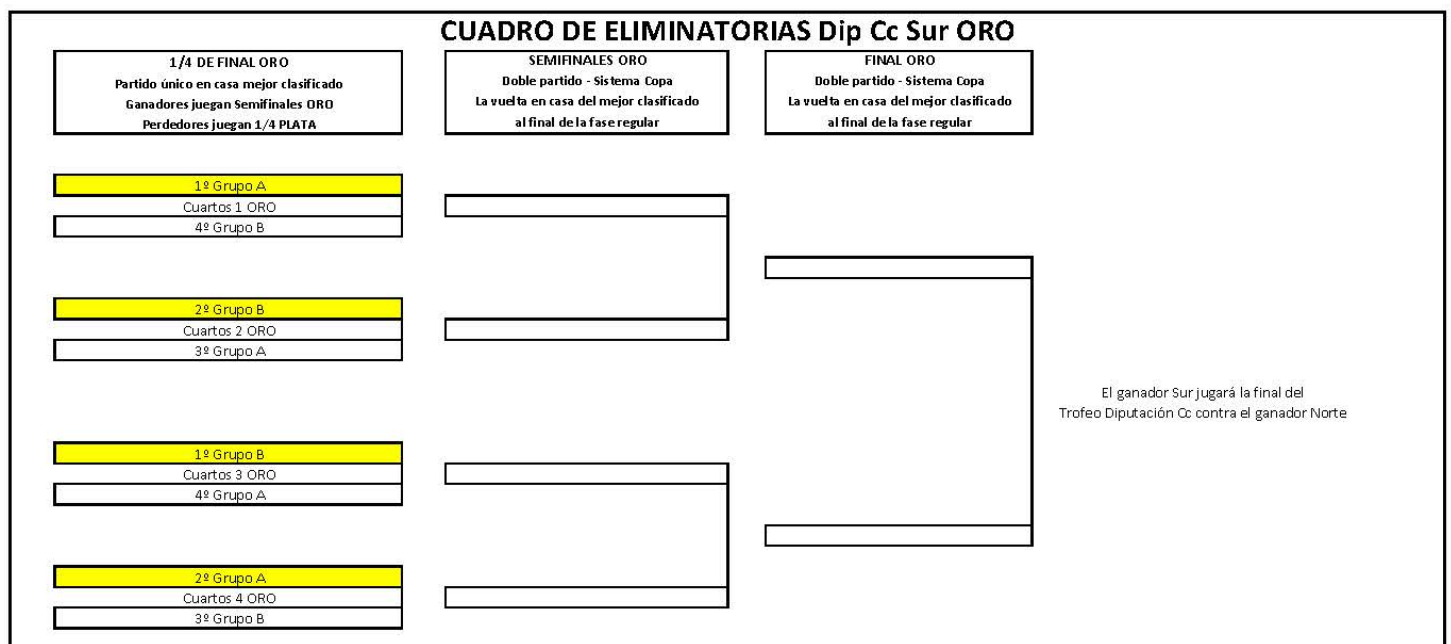 CUADRO DE ELIMINATORIAS Dip Cc Sur ORO
1/4 DE FINAL ORO
Partido único en casa mejor clasificado
Ganadores juegan Semifinales ORO
Perdedores juegan 1/4 PLATA
SEMIFINALES ORO
Doble partido - Sistema Copa
La vuelta en casa del mejor clasificado
al final de la fase regular
FINAL ORO
Doble partido - Sistema Copa
La vuelta en casa del mejor clasificado
al final de la fase regular
1º Grupo A
Cuartos 1 ORO
4º Grupo B
2º Grupo B
Cuartos 2 ORO
3º Grupo A
El ganador Sur jugará la final del
Trofeo Diputación Cc contra el ganador Norte
1º Grupo B
Cuartos 3 ORO
4º Grupo A
2º Grupo A
Cuartos 4 ORO
3º Grupo B